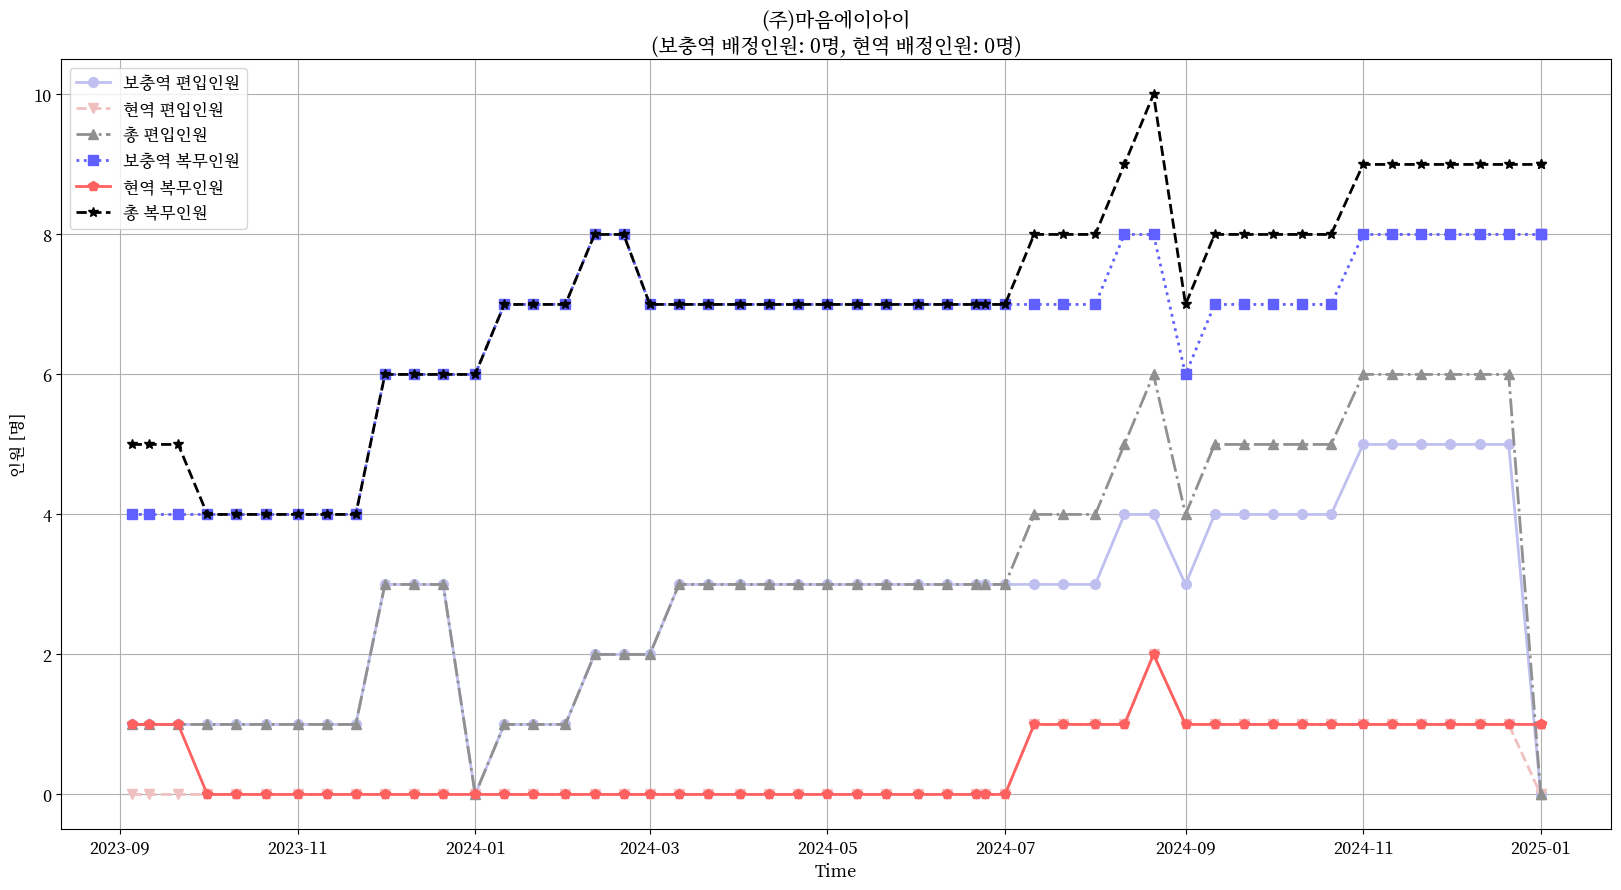 (주)마음에이아이
(보충역 배정인원: 0명, 현역 배정인원: 0명)
보충역 편입인원
현역 편입인원
총 편입인원
보충역 복무인원
현역 복무인원
총 복무인원
인원 [명]
10
8
6
4
2
0
2023-09 2023-11 2024-01 2024-03 2024-05 2024-07 2024-09 2024-11 2025-01
Time